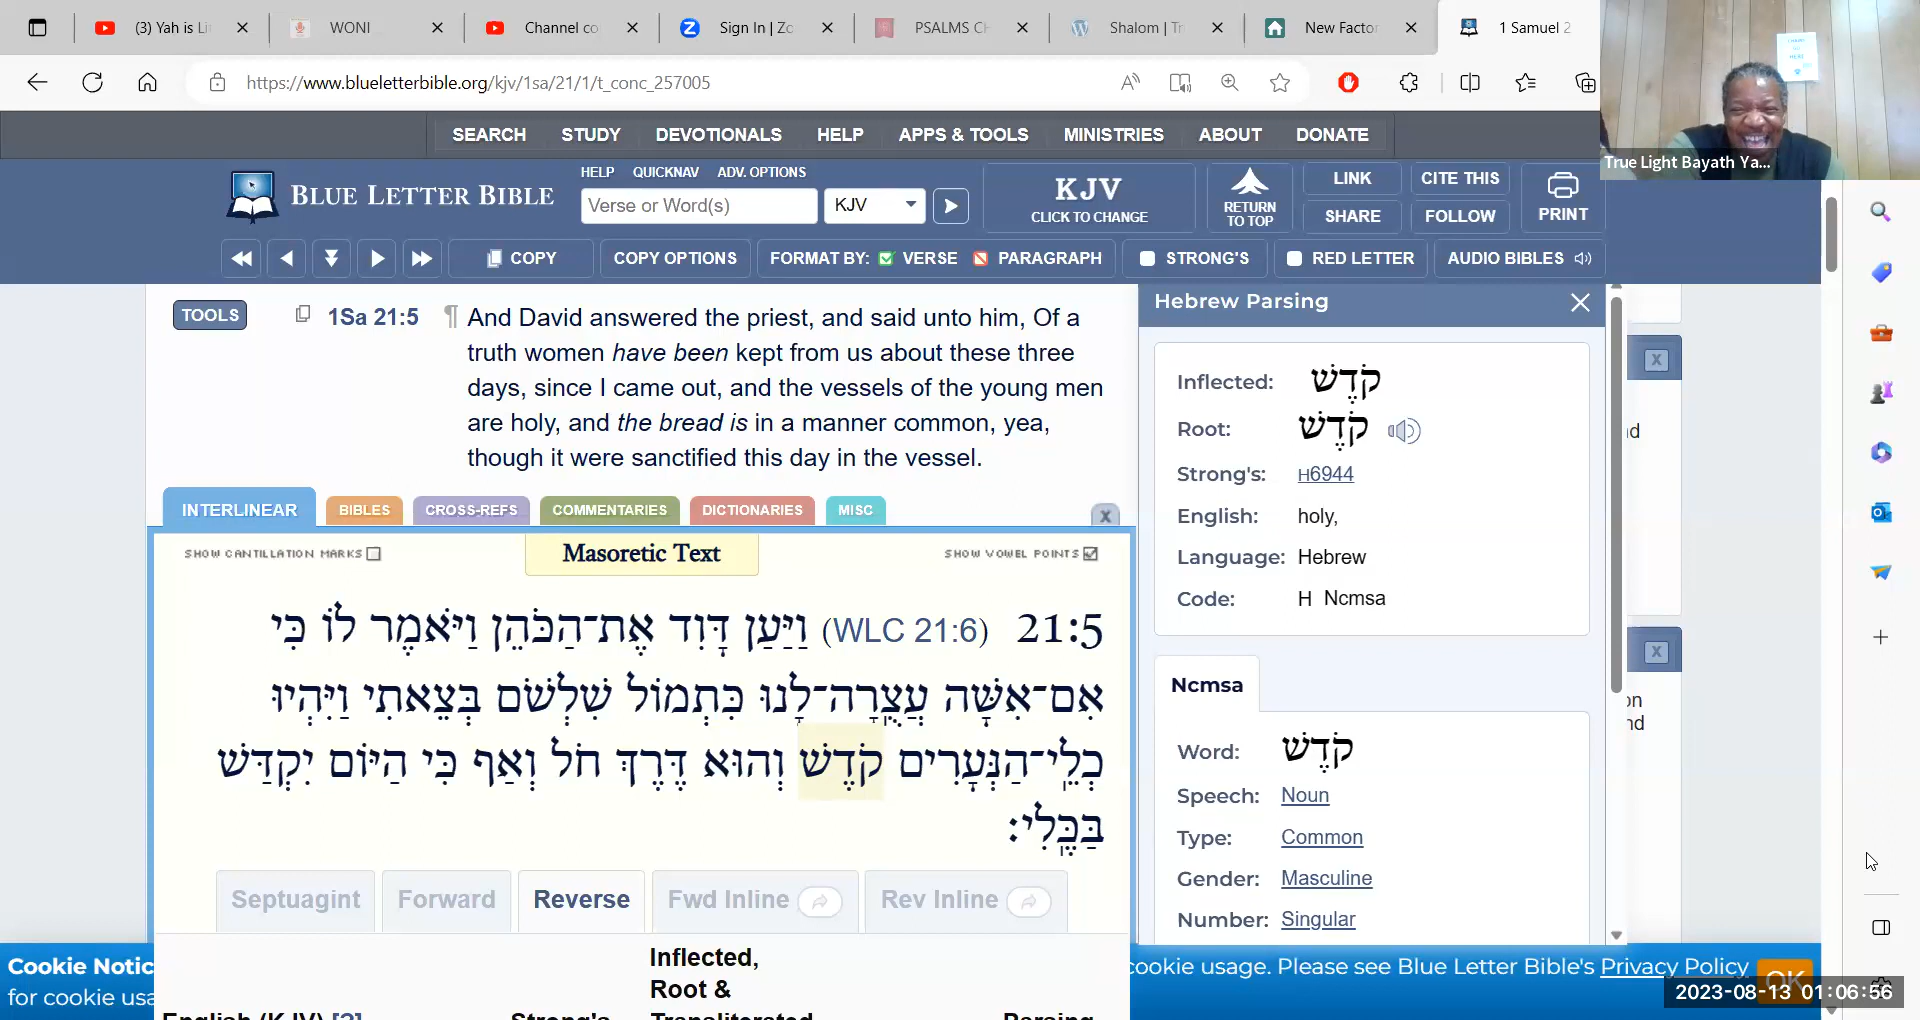 (3) Yah is Li
WONI
Channel co
Sign In | Zo
PSALMS CH
Shalom | Tr
New Factor
1 Samuel 2
https://www.blueletterbible.org/kjv/1sa/21/1/t_conc_257005
True Light Bayath Ya...
SEARCH STUDY DEVOTIONALS HELP APPS & TOOLS MINISTRIES ABOUT DONATE
BLUE LETTER BIBLE
HELP QUICKNAV ADV. OPTIONS
Verse or Word(s)
KJV
KJV
CLICK TO CHANGE
RETURN
TO TOP
LINK
CITE THIS
SHARE
FOLLOW
PRINT
COPY
COPY OPTIONS
FORMAT BY: VERSE PARAGRAPH
STRONG'S
RED LETTER
AUDIO BIBLES
TOOLS
1Sa 21:5 ¶ And David answered the priest, and said unto him, Of a
truth women have been kept from us about these three
days, since I came out, and the vessels of the young men
are holy, and the bread is in a manner common, yea,
though it were sanctified this day in the vessel.
INTERLINEAR
BIBLES
CROSS-REFS
COMMENTARIES
DICTIONARIES
MISC
X
SHOW CANTILLATION MARKS
Masoretic Text
SHOW VOWEL POINTS
21:5 (WLC 21:6) וַיַּעַן דָּוִד אֶת־הַכֹּהֵן וַיֹּאמֶר לוֹ כִּי
אִם־אִשָּׁה עֲצֻרָה־לָנוּ כִּתְמוֹל שִׁלְשֹׁם בְּצֵאתִי וַיִּהְיוּ
כְלֵי־הַנְּעָרִים קֹדֶשׁ וְהוּא דֶּרֶךְ חֹל וְאַף כִּי הַיּוֹם יִקְדַּשׁ
בַּכֶּלִי׃
Septuagint
Forward
Reverse
Fwd Inline
Rev Inline
Inflected,
Root &
Transliterated
English (KJV) [?]
Strong's
Parsing
Hebrew Parsing
Inflected: קֹדֶשׁ
Root: קֹדֶשׁ
Strong's: H6944
English: holy,
Language: Hebrew
Code: H Ncmsa
Ncmsa
Word: קֹדֶשׁ
Speech: Noun
Type: Common
Gender: Masculine
Number: Singular
X
nd
X
on
nd
Cookie Notic
for cookie usa
cookie usage. Please see Blue Letter Bible's Privacy Policy
OK
2023-08-13 01:06:56